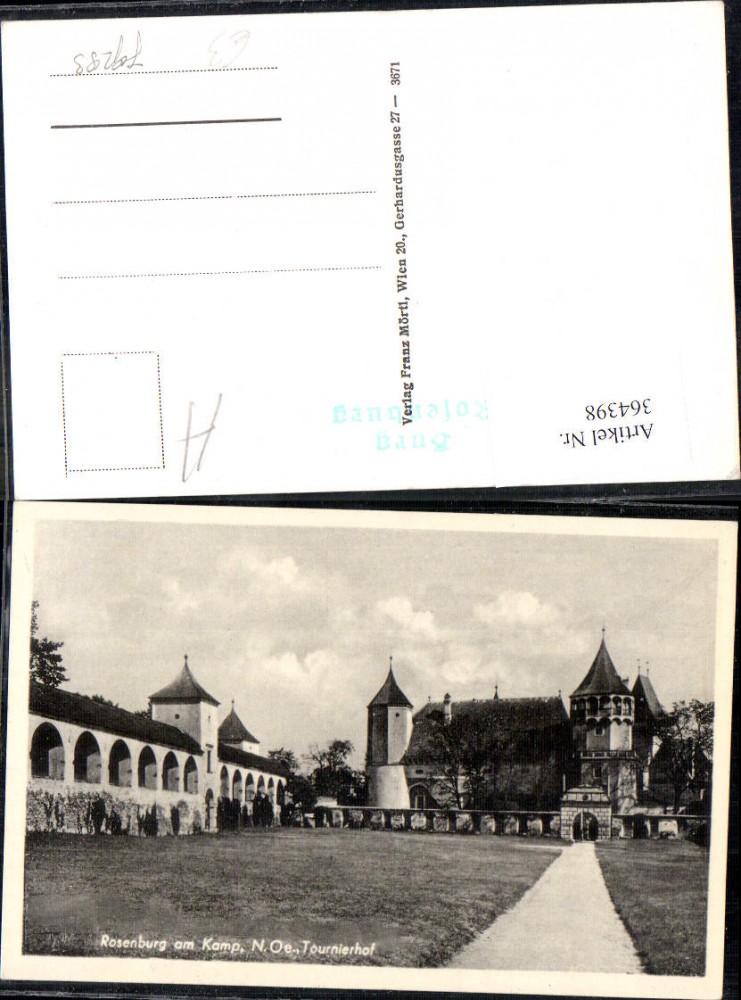 Verlag Franz Mörtl, Wien 20., Gerhardusgasse 27 — 3671
Burg
Rosenburg
Artikel Nr.
364398
H
Rosenburg am Kamp, N.Oe., Tournierhof